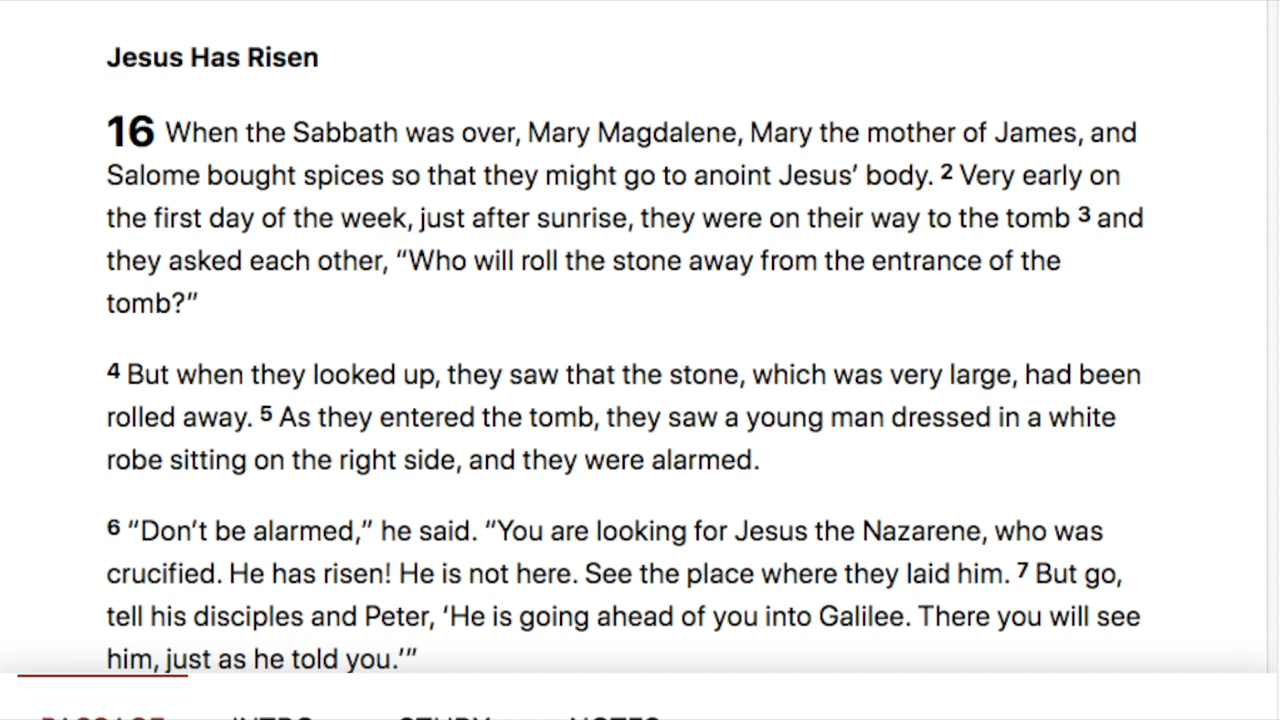 Jesus Has Risen
16 When the Sabbath was over, Mary Magdalene, Mary the mother of James, and
Salome bought spices so that they might go to anoint Jesus’ body. 2 Very early on
the first day of the week, just after sunrise, they were on their way to the tomb 3 and
they asked each other, “Who will roll the stone away from the entrance of the
tomb?”
4 But when they looked up, they saw that the stone, which was very large, had been
rolled away. 5 As they entered the tomb, they saw a young man dressed in a white
robe sitting on the right side, and they were alarmed.
6 “Don’t be alarmed,” he said. “You are looking for Jesus the Nazarene, who was
crucified. He has risen! He is not here. See the place where they laid him. 7 But go,
tell his disciples and Peter, ‘He is going ahead of you into Galilee. There you will see
him, just as he told you.’”
PASSAGE INTRO STUDY NOTES